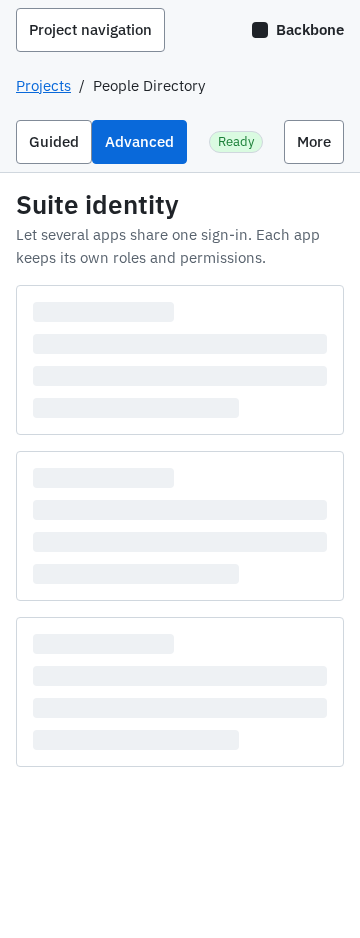 Project navigation
Backbone
Projects / People Directory
Guided Advanced Ready More
Suite identity
Let several apps share one sign-in. Each app
keeps its own roles and permissions.